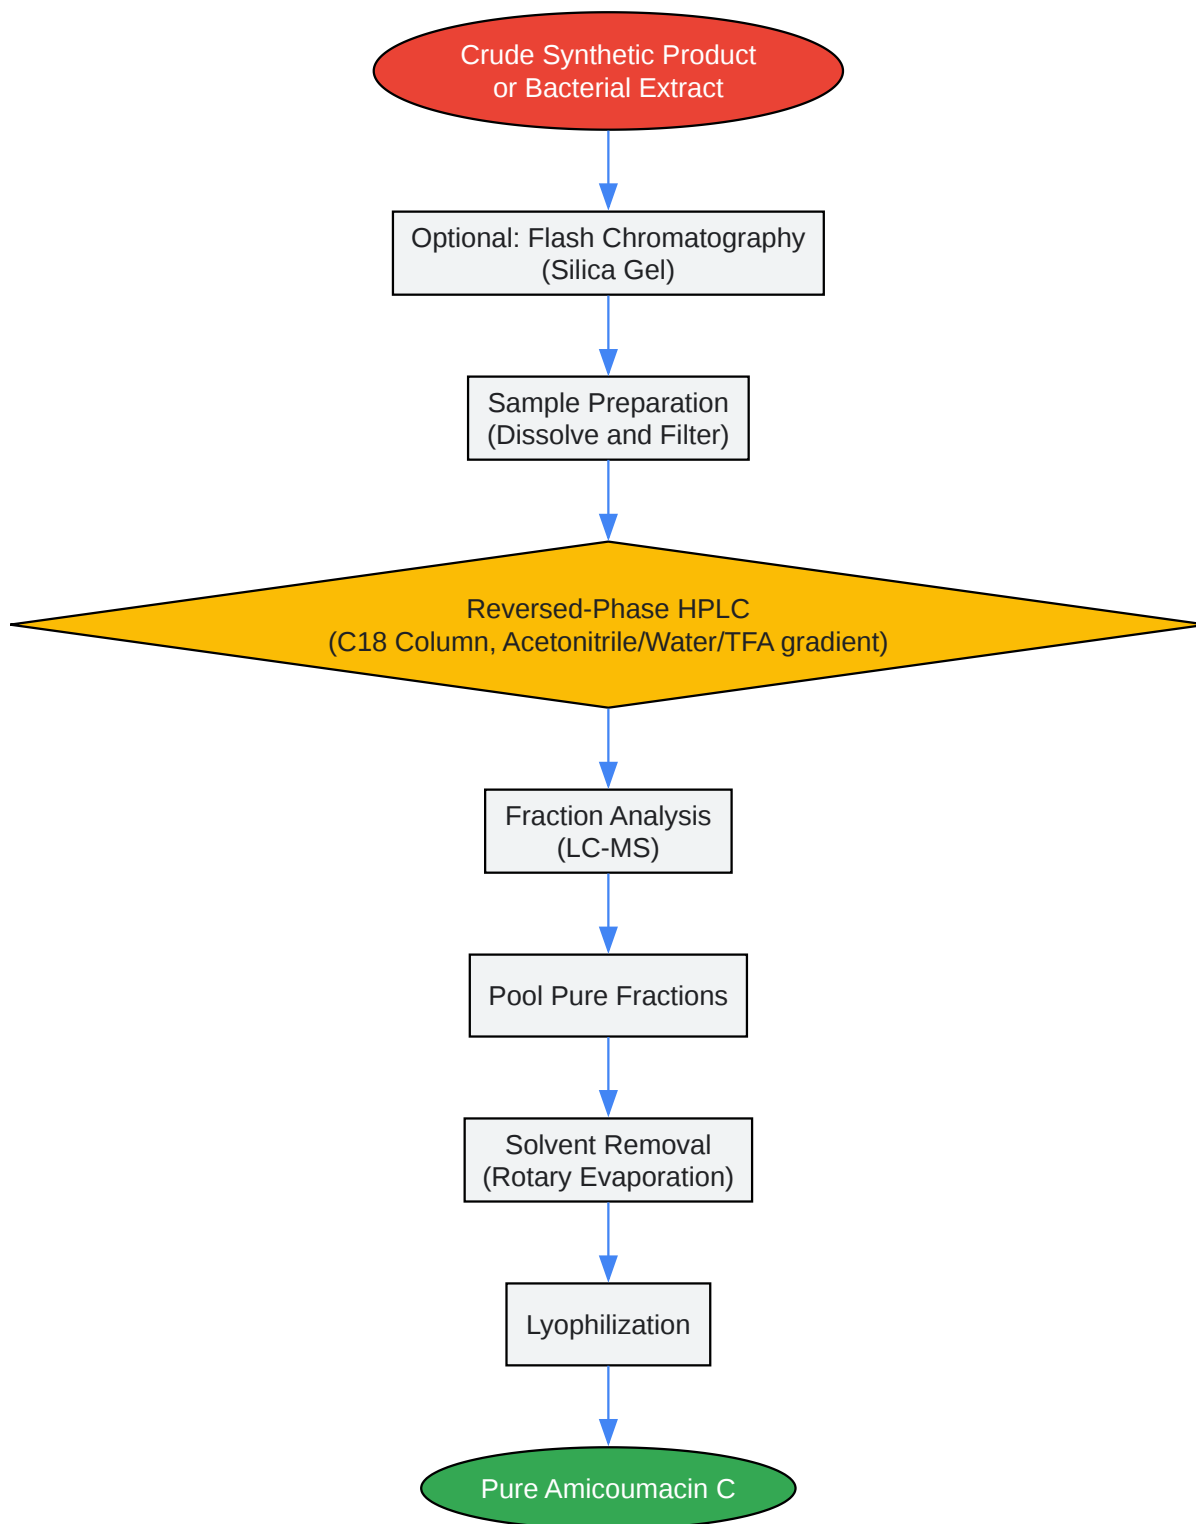 Crude Synthetic Product
or Bacterial Extract
Optional: Flash Chromatography
(Silica Gel)
Sample Preparation
(Dissolve and Filter)
Reversed-Phase HPLC
(C18 Column, Acetonitrile/Water/TFA gradient)
Fraction Analysis
(LC-MS)
Pool Pure Fractions
Solvent Removal
(Rotary Evaporation)
Lyophilization
Pure Amicoumacin C